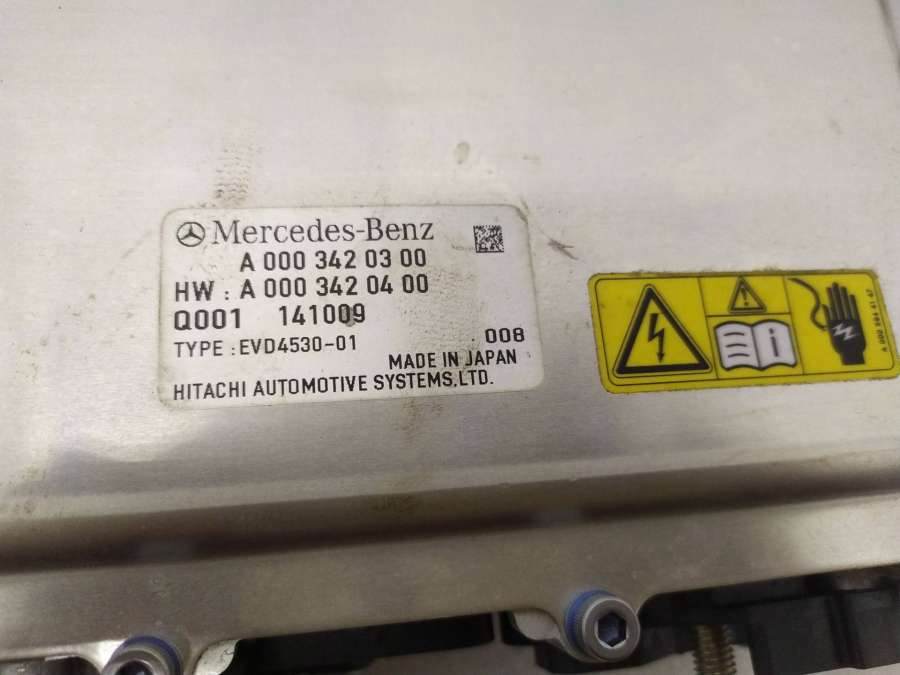 Mercedes-Benz
A 000 342 03 00
HW : A 000 342 04 00
Q001 141009
TYPE : EVD4530-01
008
MADE IN JAPAN
HITACHI AUTOMOTIVE SYSTEMS,LTD.